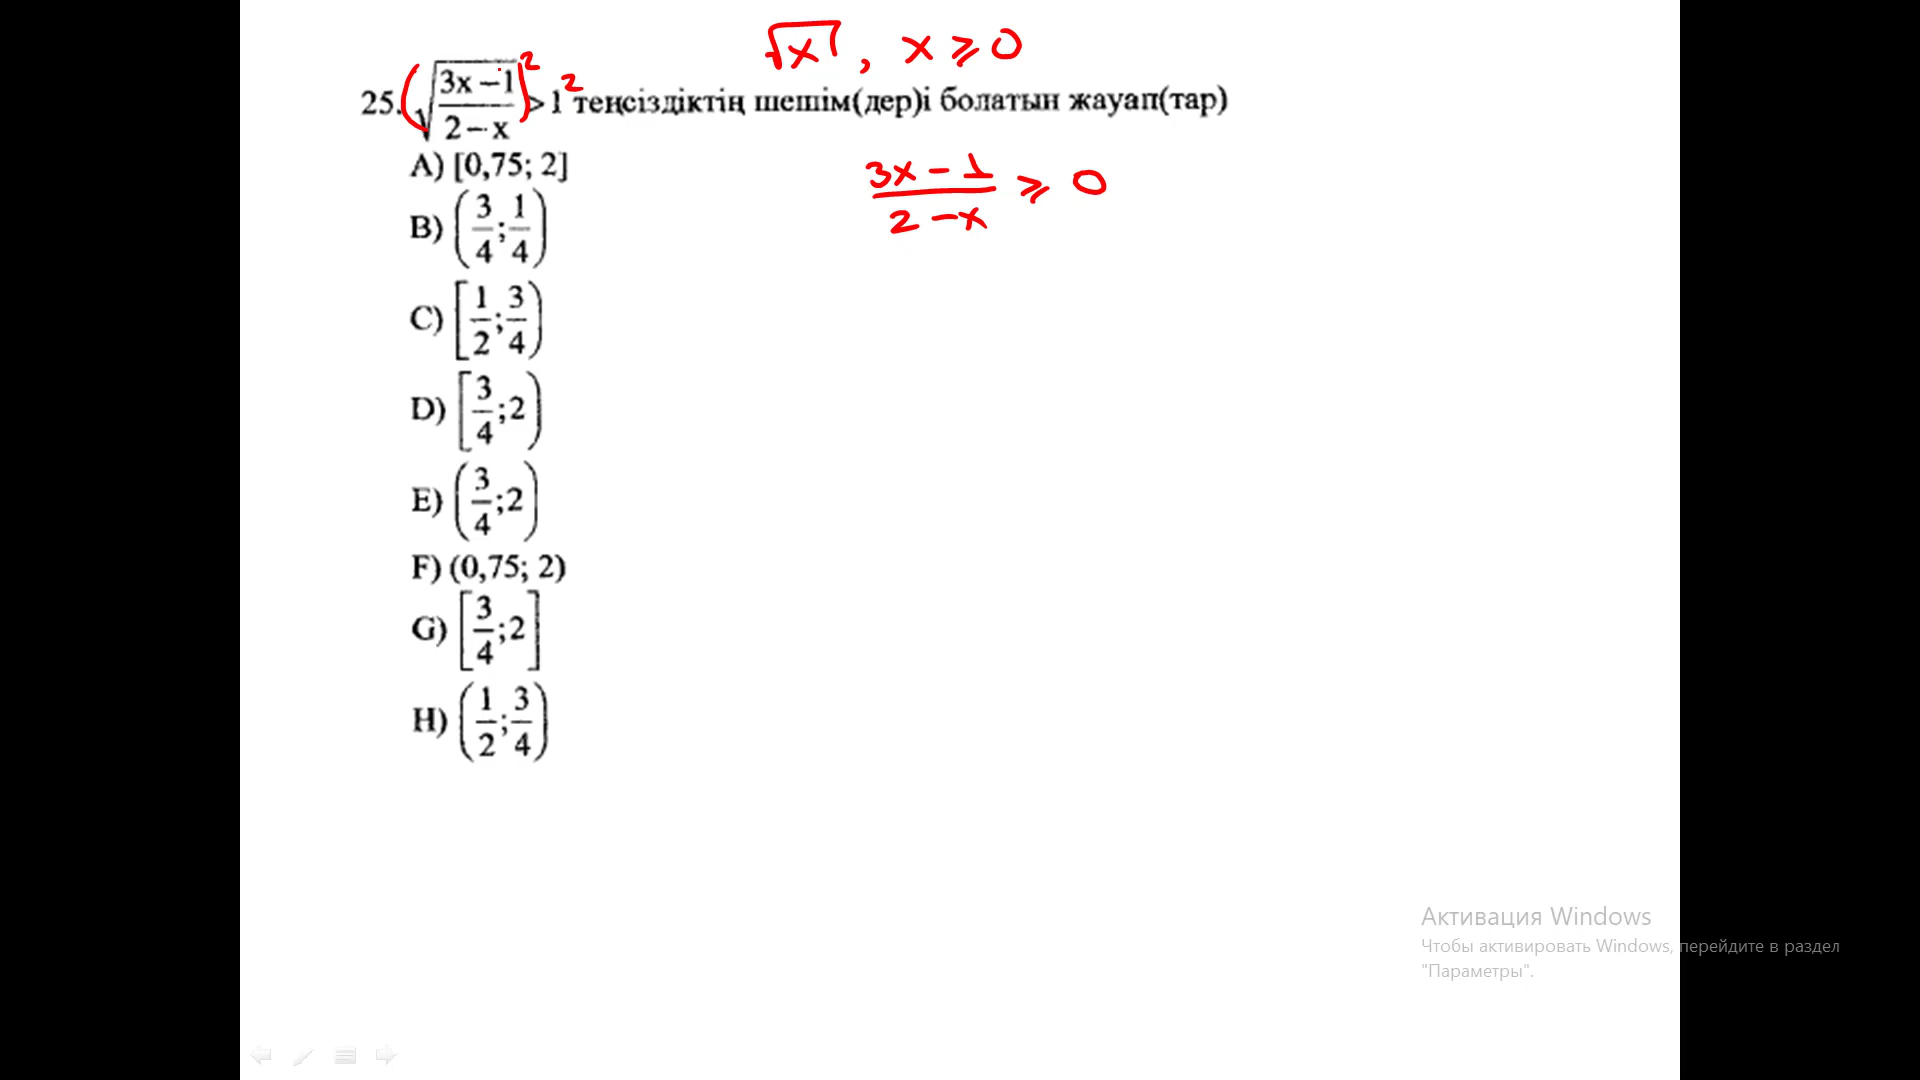 √x , x ⩾ 0
25. (√((3x − 1)/(2 − x)))² > 1² теңсіздіктің шешім(дер)і болатын жауап(тар)
(3x − 1)/(2 − x) ⩾ 0
A) [0,75; 2]
B) (3/4; 1/4)
C) [1/2; 3/4)
D) [3/4; 2)
E) (3/4; 2)
F) (0,75; 2)
G) [3/4; 2]
H) (1/2; 3/4)
Активация Windows
Чтобы активировать Windows, перейдите в раздел
"Параметры".